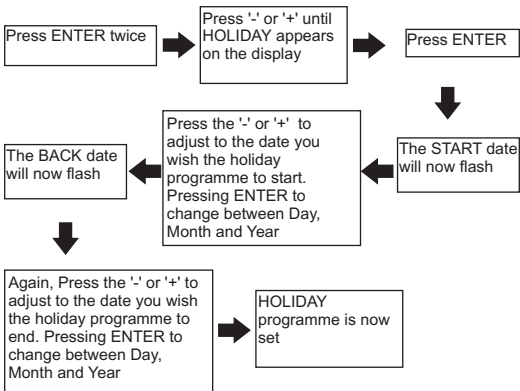 Press ENTER twice
Press '-' or '+' until
HOLIDAY appears
on the display
Press ENTER
The START date
will now flash
Press the '-' or '+' to
adjust to the date you
wish the holiday
programme to start.
Pressing ENTER to
change between Day,
Month and Year
The BACK date
will now flash
Again, Press the '-' or '+' to
adjust to the date you wish
the holiday programme to
end. Pressing ENTER to
change between Day,
Month and Year
HOLIDAY
programme is now
set